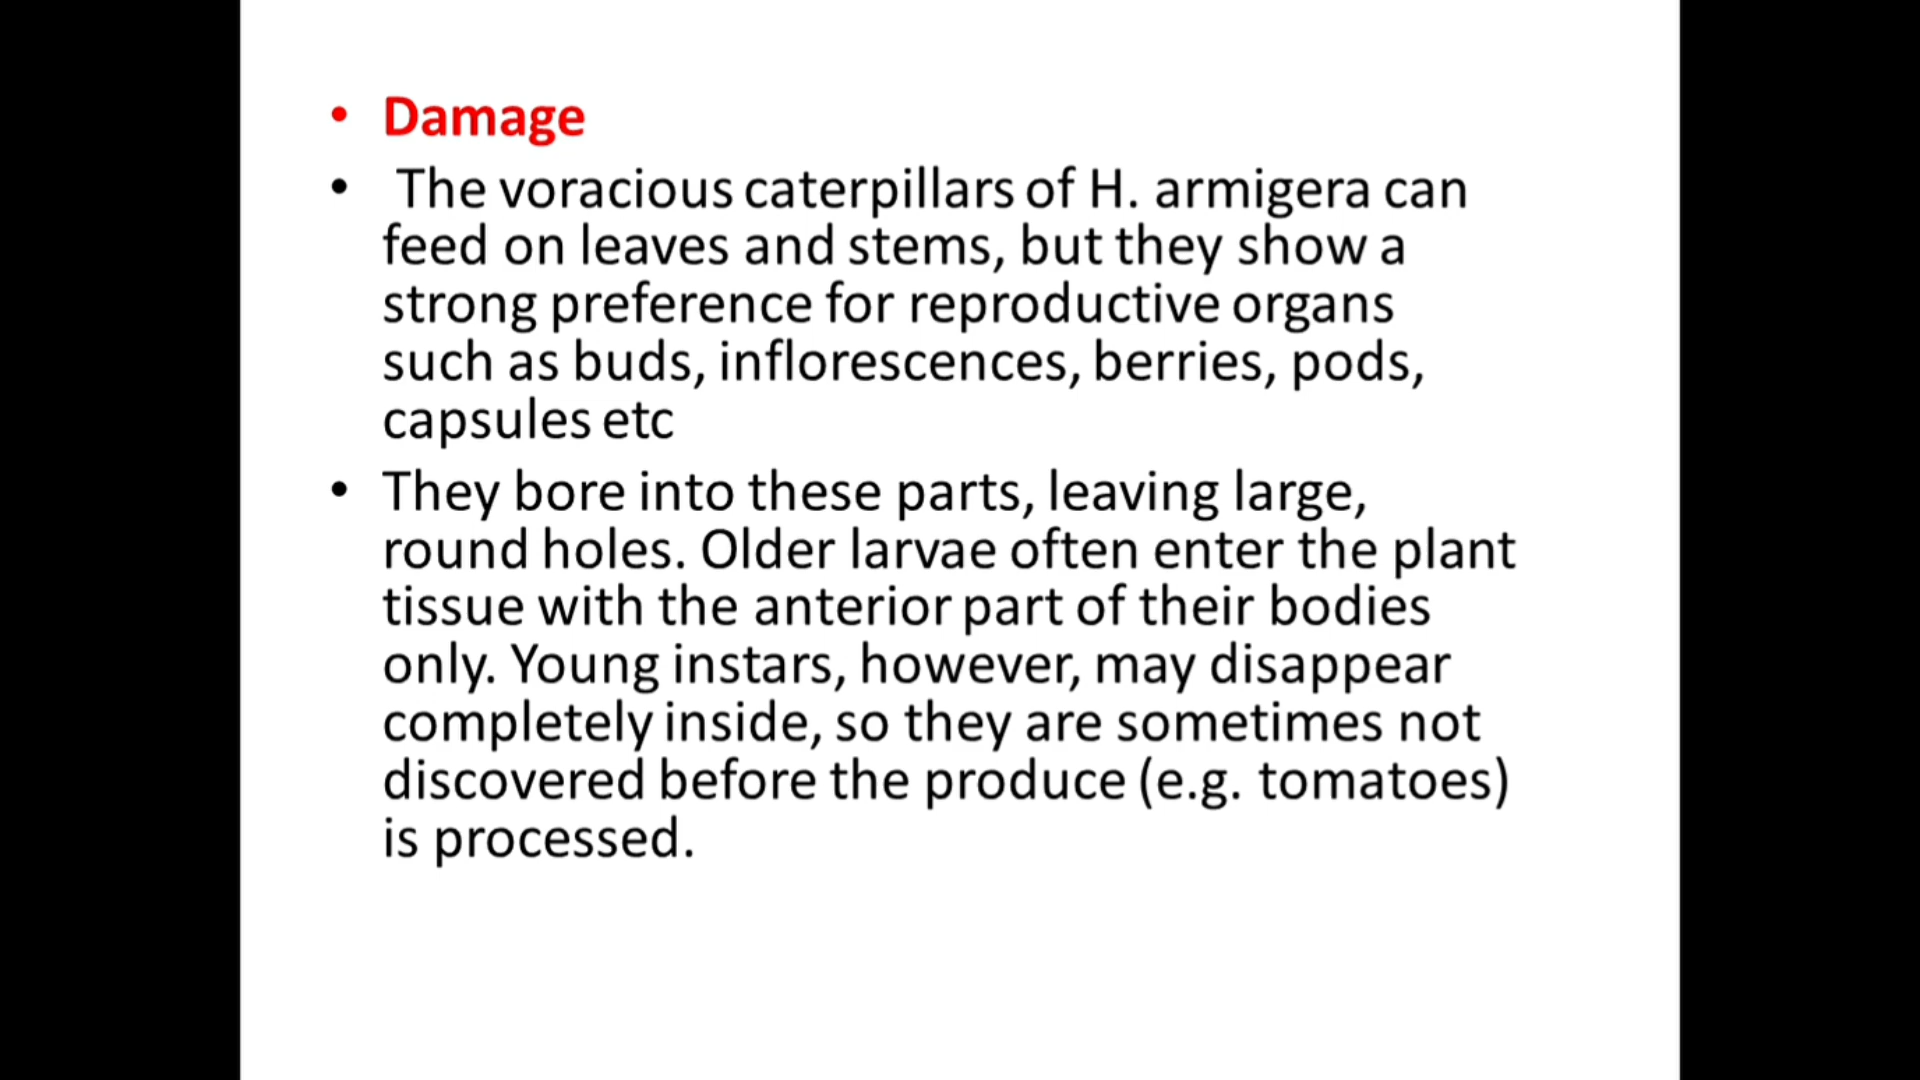 • Damage
• The voracious caterpillars of H. armigera can
feed on leaves and stems, but they show a
strong preference for reproductive organs
such as buds, inflorescences, berries, pods,
capsules etc
• They bore into these parts, leaving large,
round holes. Older larvae often enter the plant
tissue with the anterior part of their bodies
only. Young instars, however, may disappear
completely inside, so they are sometimes not
discovered before the produce (e.g. tomatoes)
is processed.